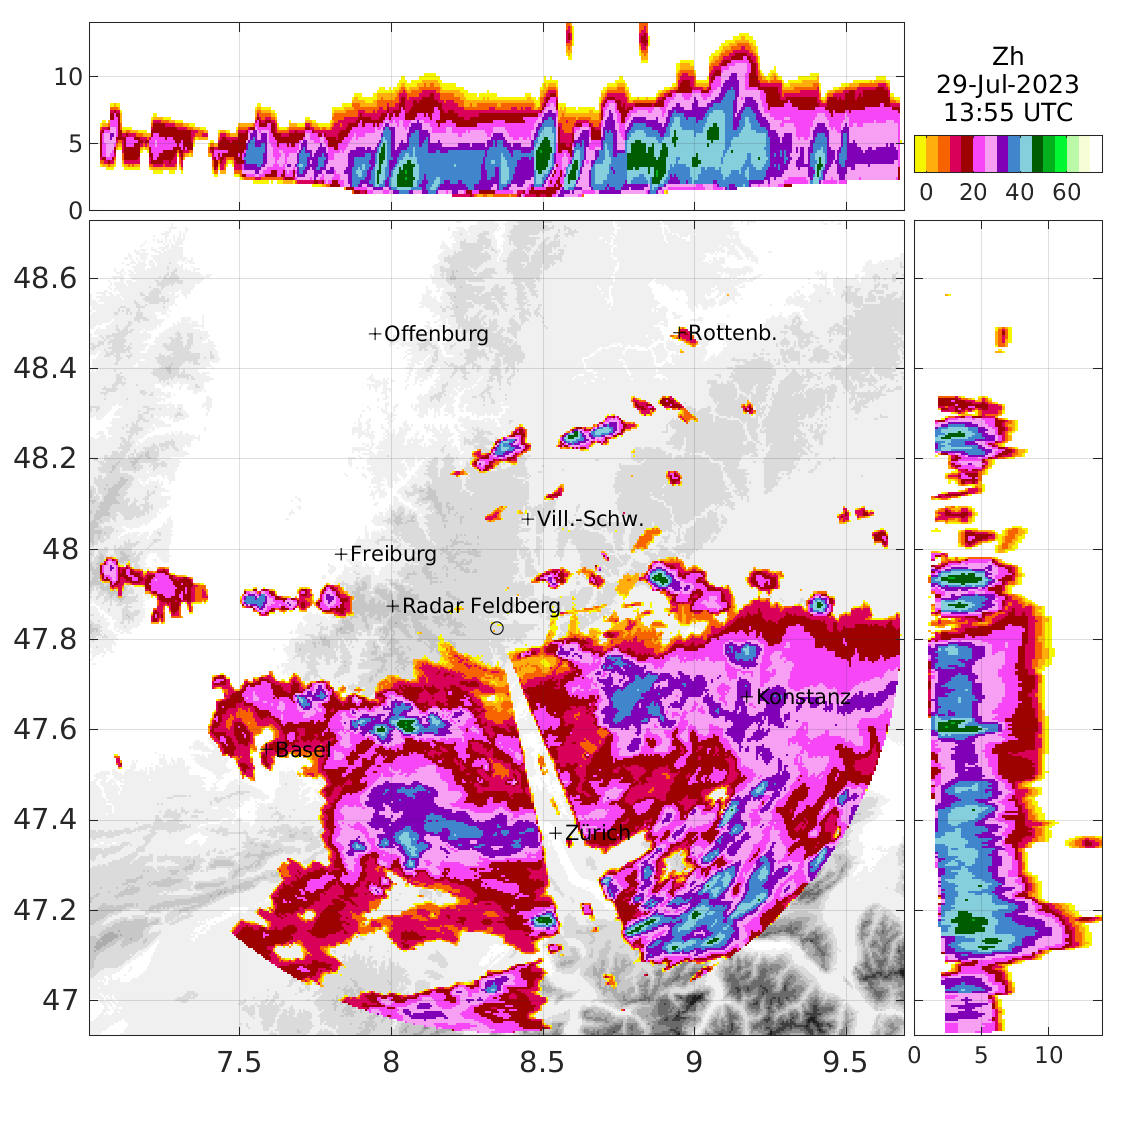 Zh
29-Jul-2023
13:55 UTC
0 20 40 60
10
5
0
48.6
48.4
48.2
48
47.8
47.6
47.4
47.2
47
Offenburg
Rottenb.
Vill.-Schw.
Freiburg
Radar Feldberg
Konstanz
Basel
Zürich
7.5 8 8.5 9 9.5
0 5 10